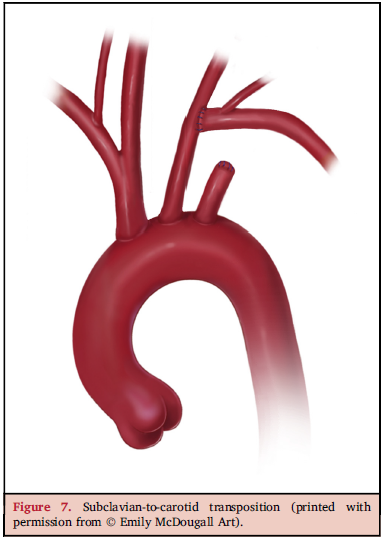 Figure 7. Subclavian-to-carotid transposition (printed with
permission from © Emily McDougall Art).